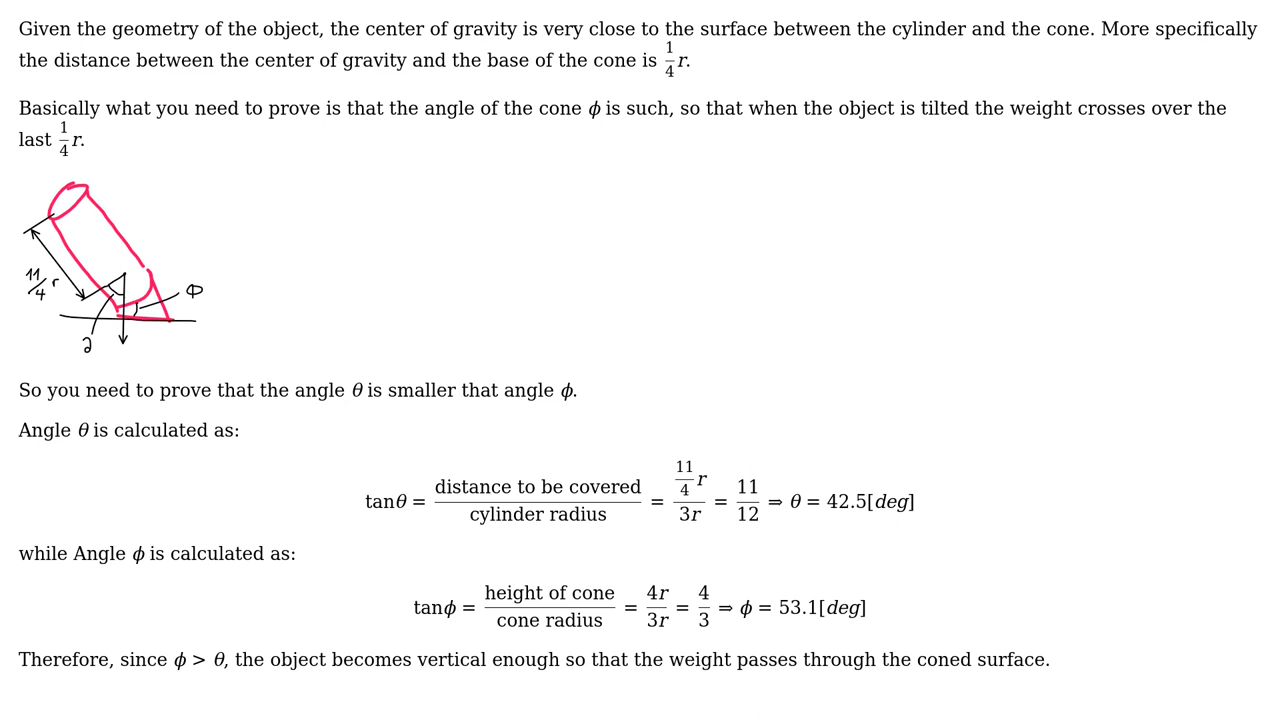 Given the geometry of the object, the center of gravity is very close to the surface between the cylinder and the cone. More specifically
the distance between the center of gravity and the base of the cone is 1/4 r.
Basically what you need to prove is that the angle of the cone ϕ is such, so that when the object is tilted the weight crosses over the
last 1/4 r.
11/4 r
Φ
∂
So you need to prove that the angle θ is smaller that angle ϕ.
Angle θ is calculated as:
tanθ = distance to be covered / cylinder radius = 11/4 r / 3r = 11/12 ⇒ θ = 42.5[deg]
while Angle ϕ is calculated as:
tanϕ = height of cone / cone radius = 4r/3r = 4/3 ⇒ ϕ = 53.1[deg]
Therefore, since ϕ > θ, the object becomes vertical enough so that the weight passes through the coned surface.